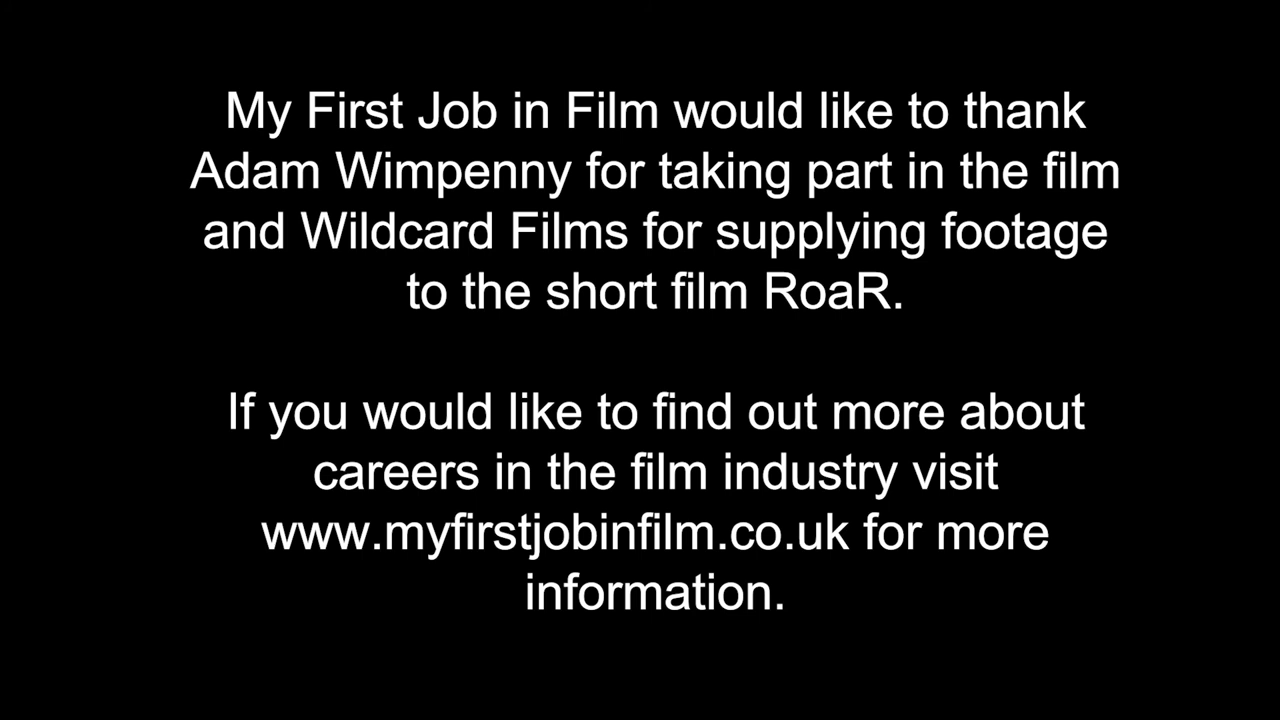 My First Job in Film would like to thank
Adam Wimpenny for taking part in the film
and Wildcard Films for supplying footage
to the short film RoaR.
If you would like to find out more about
careers in the film industry visit
www.myfirstjobinfilm.co.uk for more
information.